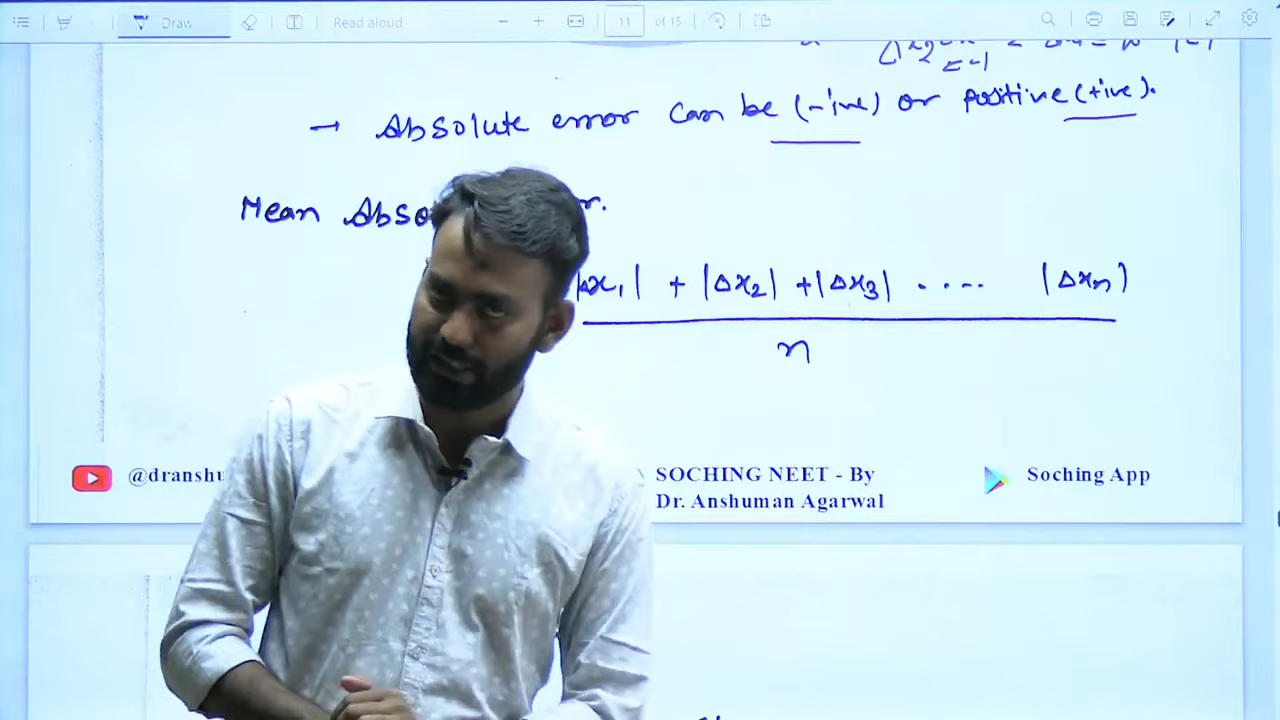 Draw
Read aloud
11 of 15
→ Absolute error can be (-ive) or positive (+ive).
Mean Abso r.
|Δx₁| + |Δx₂| + |Δx₃| ..... |Δxₙ|
n
@dranshu
SOCHING NEET - By
Dr. Anshuman Agarwal
Soching App